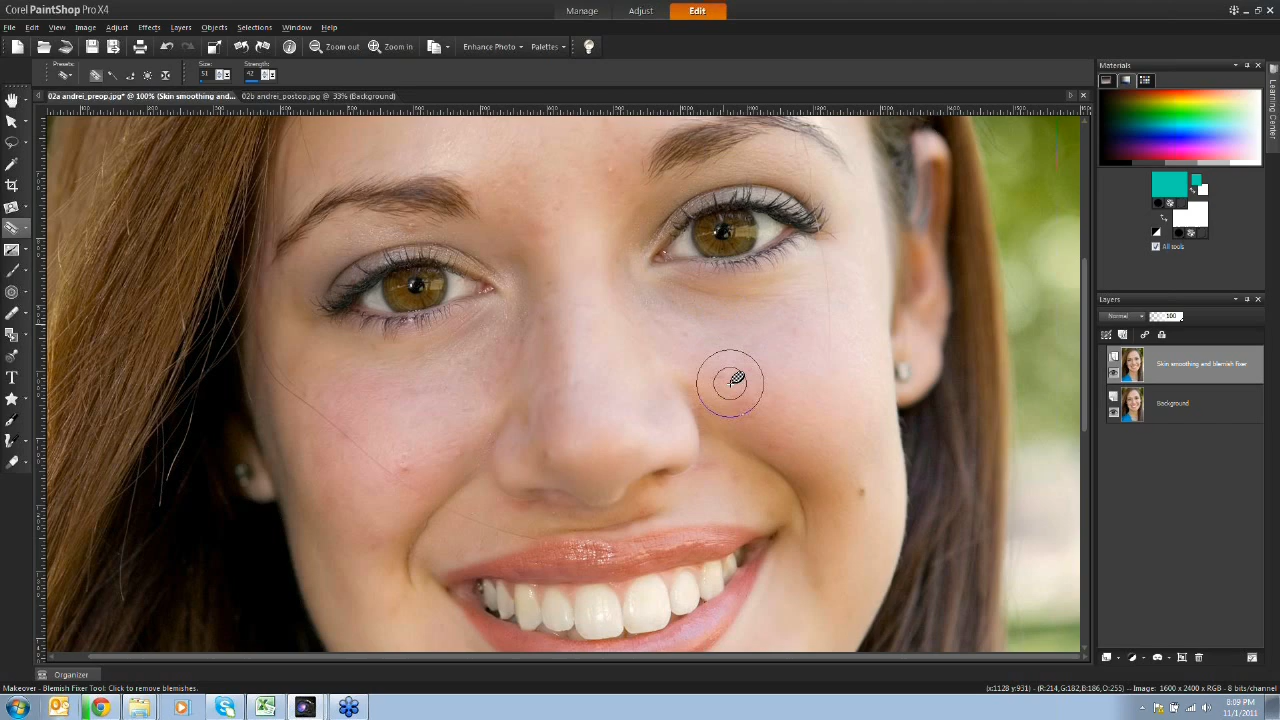 Corel PaintShop Pro X4
Manage Adjust Edit
File Edit View Image Adjust Effects Layers Objects Selections Window Help
Zoom out Zoom in Enhance Photo Palettes
Presets: Size: Strength:
51 42
02a andrei_preop.jpg* @ 100% (Skin smoothing and... 02b andrei_postop.jpg @ 33% (Background)
Materials
Learning Center
All tools
Layers
Normal 100
Skin smoothing and blemish fixer
Background
Organizer
Makeover - Blemish Fixer Tool: Click to remove blemishes.
(x:1128 y:931) - (R:214,G:182,B:186,O:255) -- Image: 1600 x 2400 x RGB - 8 bits/channel
8:09 PM
11/1/2011